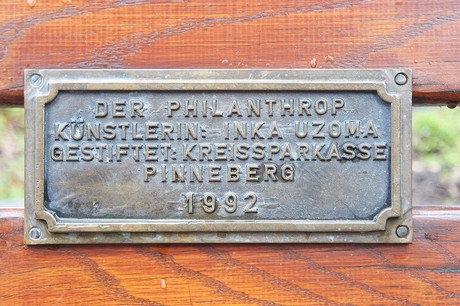 DER PHILANTHROP
KÜNSTLERIN: INKA UZOMA
GESTIFTET: KREISSPARKASSE
PINNEBERG
1992